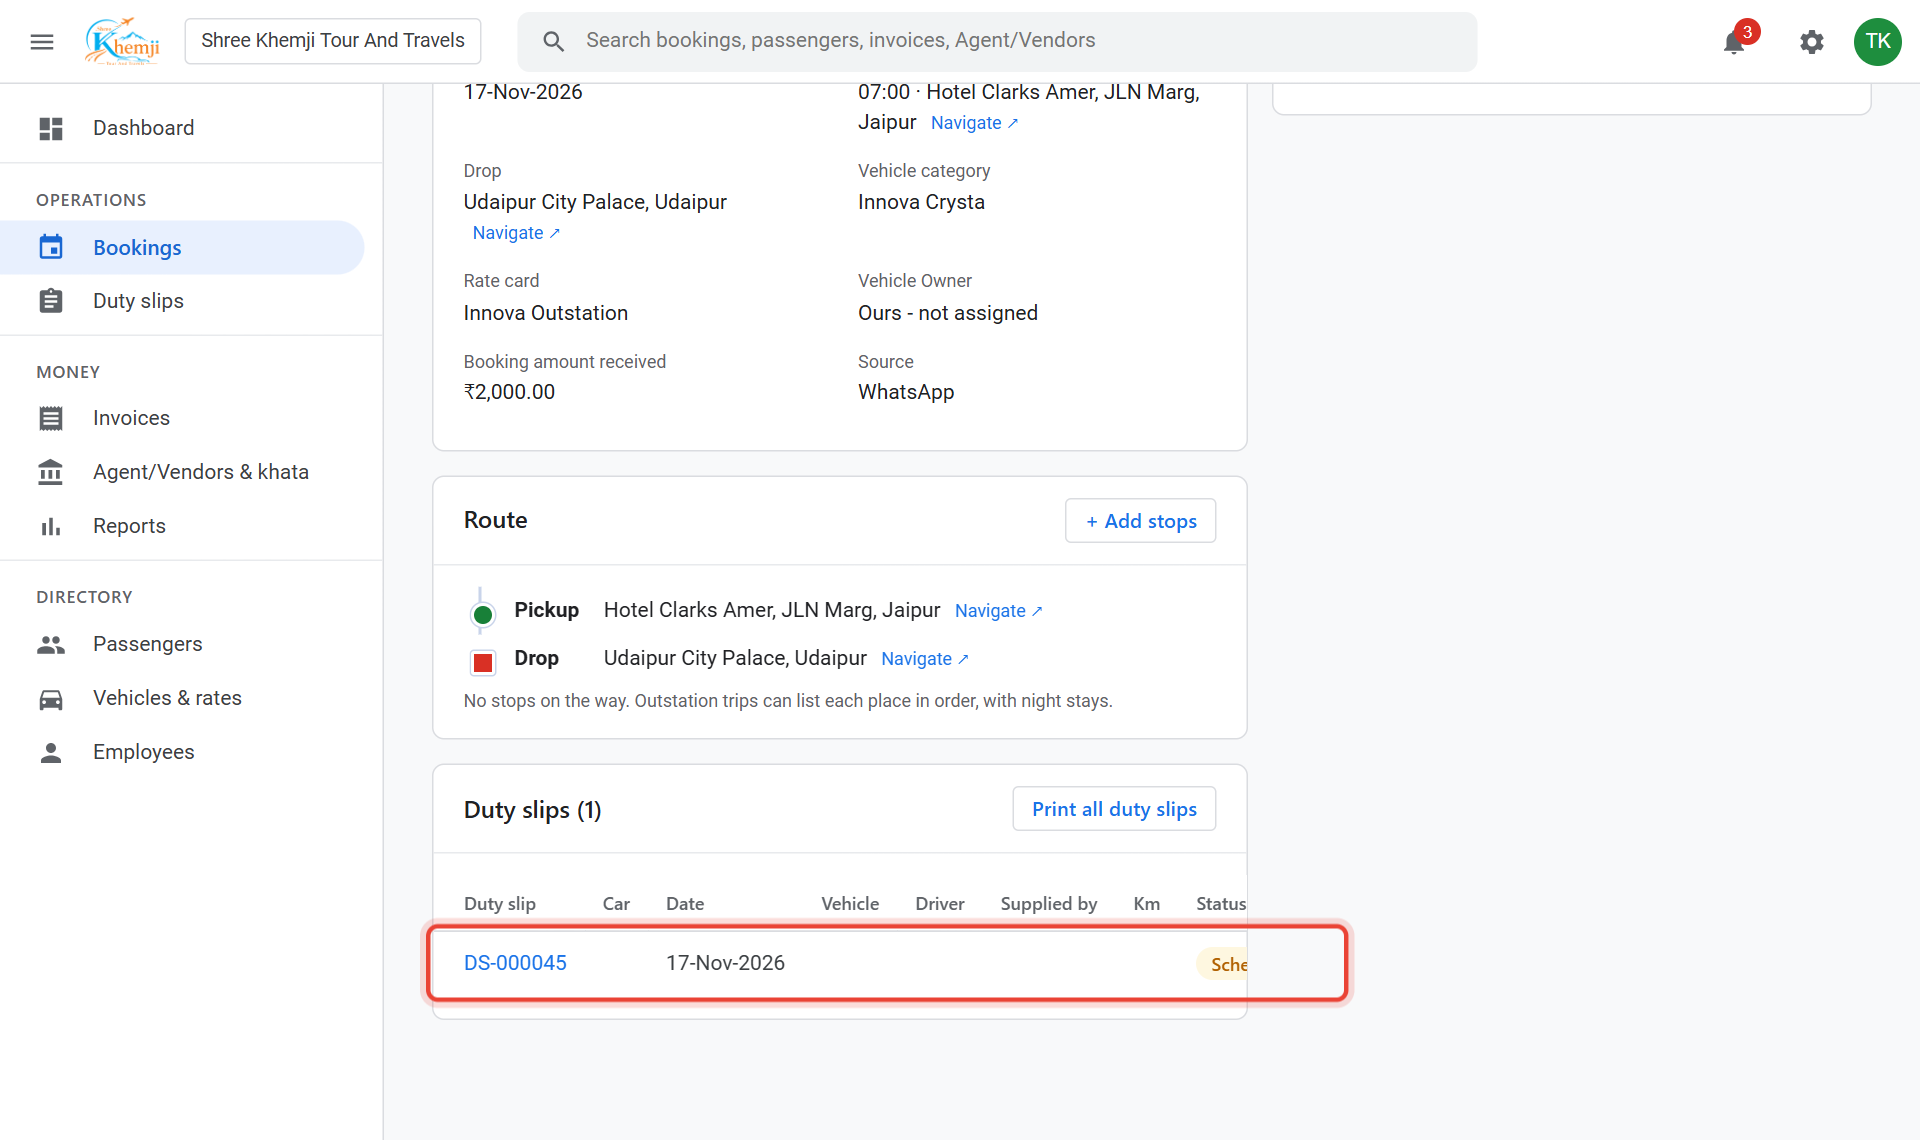 Khemji
Shree Khemji Tour And Travels
Search bookings, passengers, invoices, Agent/Vendors
3
TK
Dashboard
OPERATIONS
Bookings
Duty slips
MONEY
Invoices
Agent/Vendors & khata
Reports
DIRECTORY
Passengers
Vehicles & rates
Employees
17-Nov-2026
07:00 · Hotel Clarks Amer, JLN Marg,
Jaipur Navigate ↗
Drop
Udaipur City Palace, Udaipur
Navigate ↗
Vehicle category
Innova Crysta
Rate card
Innova Outstation
Vehicle Owner
Ours - not assigned
Booking amount received
₹2,000.00
Source
WhatsApp
Route
+ Add stops
Pickup Hotel Clarks Amer, JLN Marg, Jaipur Navigate ↗
Drop Udaipur City Palace, Udaipur Navigate ↗
No stops on the way. Outstation trips can list each place in order, with night stays.
Duty slips (1)
Print all duty slips
Duty slip Car Date Vehicle Driver Supplied by Km Status
DS-000045 17-Nov-2026 Sche